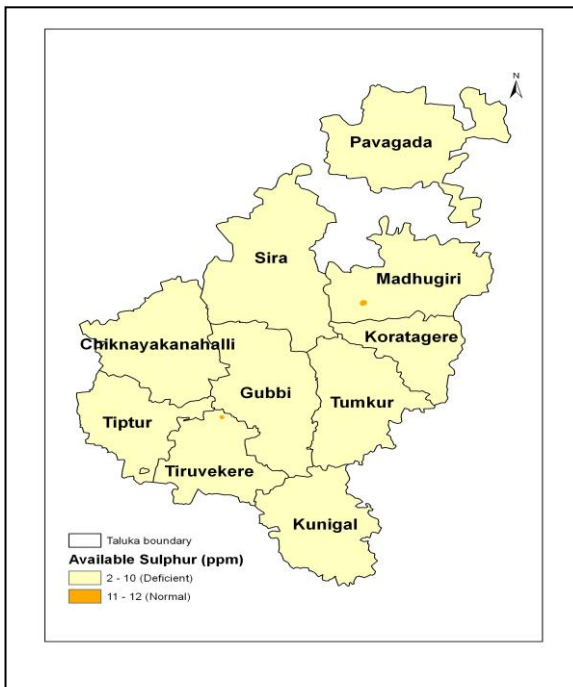 N
Pavagada
Sira
Madhugiri
Koratagere
Chiknayakanahalli
Gubbi
Tumkur
Tiptur
Tiruvekere
Kunigal
Taluka boundary
Available Sulphur (ppm)
2 - 10 (Deficient)
11 - 12 (Normal)